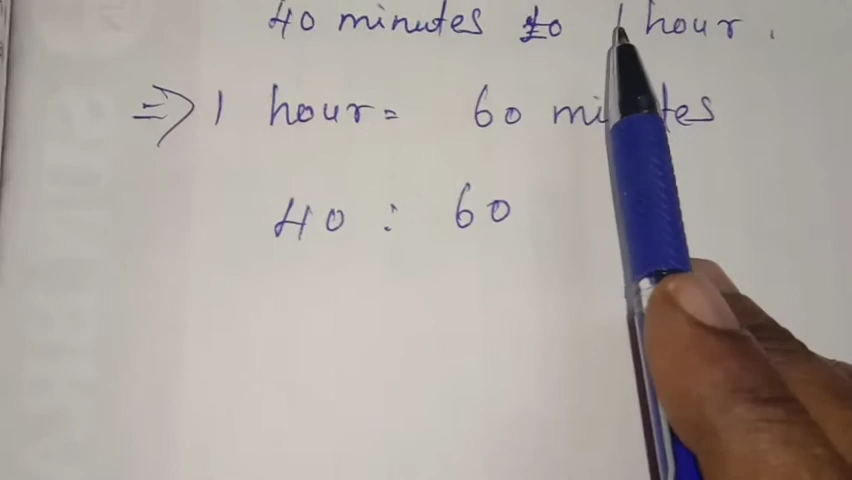 40 minutes to 1 hour.
⇒ 1 hour = 60 minutes
40 : 60